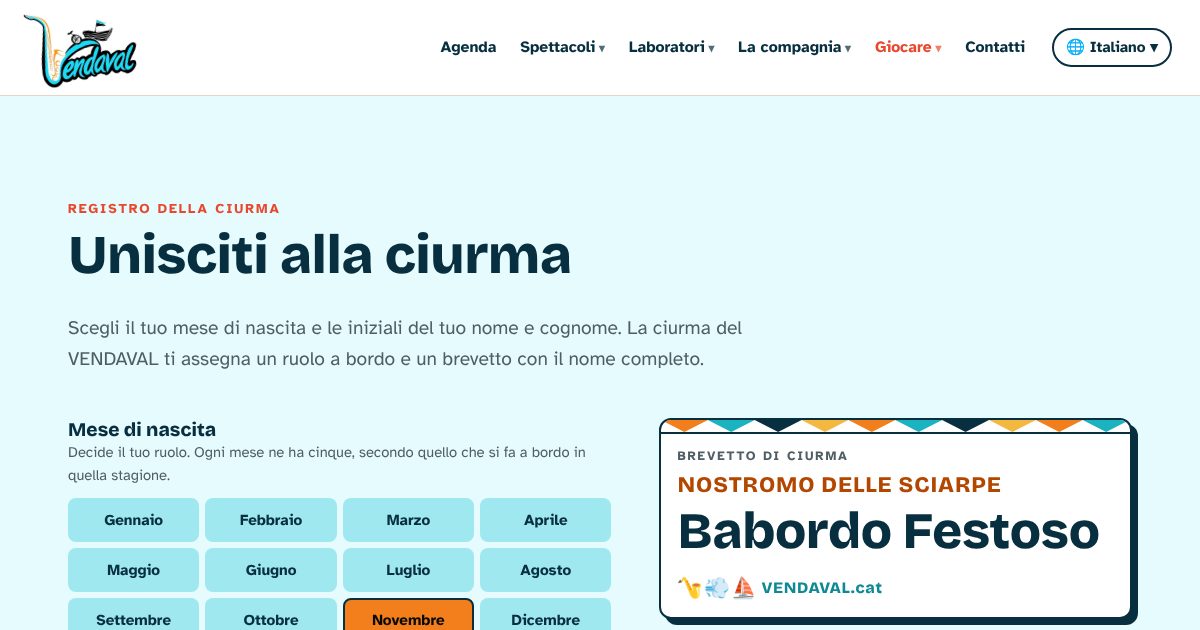 Vendaval
Agenda Spettacoli ▾ Laboratori ▾ La compagnia ▾ Giocare ▾ Contatti 🌐 Italiano ▾
REGISTRO DELLA CIURMA
Unisciti alla ciurma
Scegli il tuo mese di nascita e le iniziali del tuo nome e cognome. La ciurma del
VENDAVAL ti assegna un ruolo a bordo e un brevetto con il nome completo.
Mese di nascita
Decide il tuo ruolo. Ogni mese ne ha cinque, secondo quello che si fa a bordo in
quella stagione.
Gennaio Febbraio Marzo Aprile
Maggio Giugno Luglio Agosto
Settembre Ottobre Novembre Dicembre
BREVETTO DI CIURMA
NOSTROMO DELLE SCIARPE
Babordo Festoso
🎷💨⛵ VENDAVAL.cat